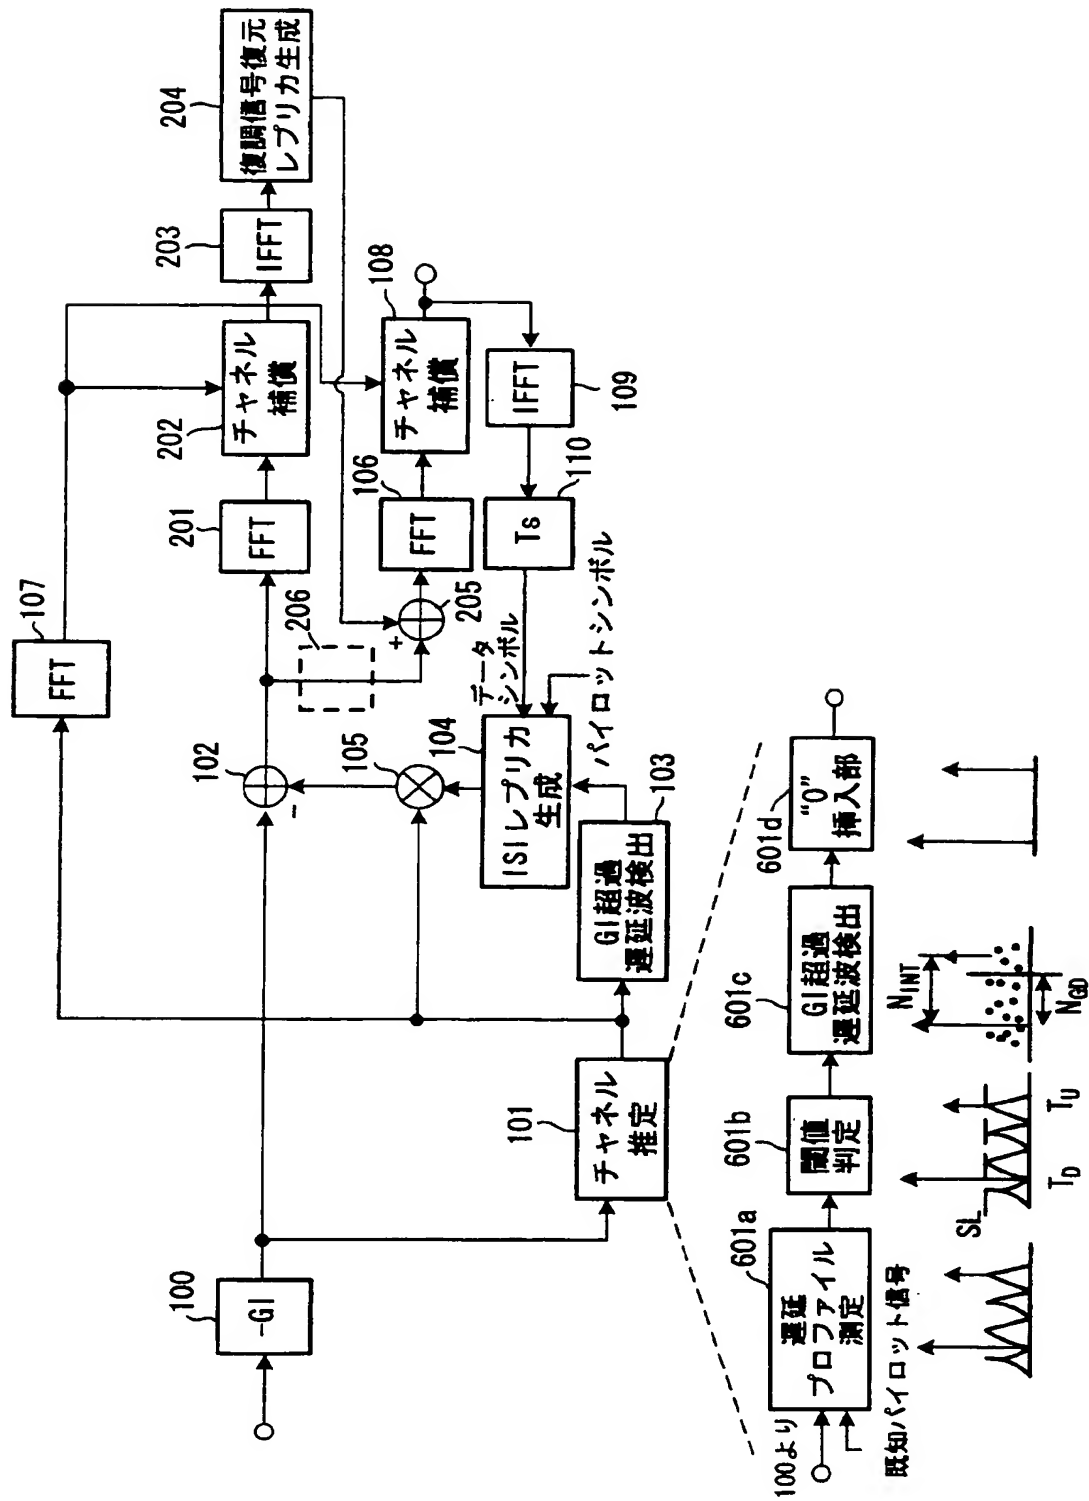 100
-GI
101
チャネル
推定
102
−
103
GI超過
遅延波検出
104
ISIレプリカ
生成
105
データ
シンボル
パイロットシンボル
107
FFT
201
FFT
202
チャネル
補償
203
IFFT
204
復調信号復元
レプリカ生成
205
+
206
106
FFT
108
チャネル
補償
109
IFFT
110
Ts
100より
既知パイロット信号
601a
遅延
プロファイル
測定
601b
閾値
判定
601c
GI超過
遅延波検出
601d
“0”
挿入部
SL
TD
TU
NINT
NGD